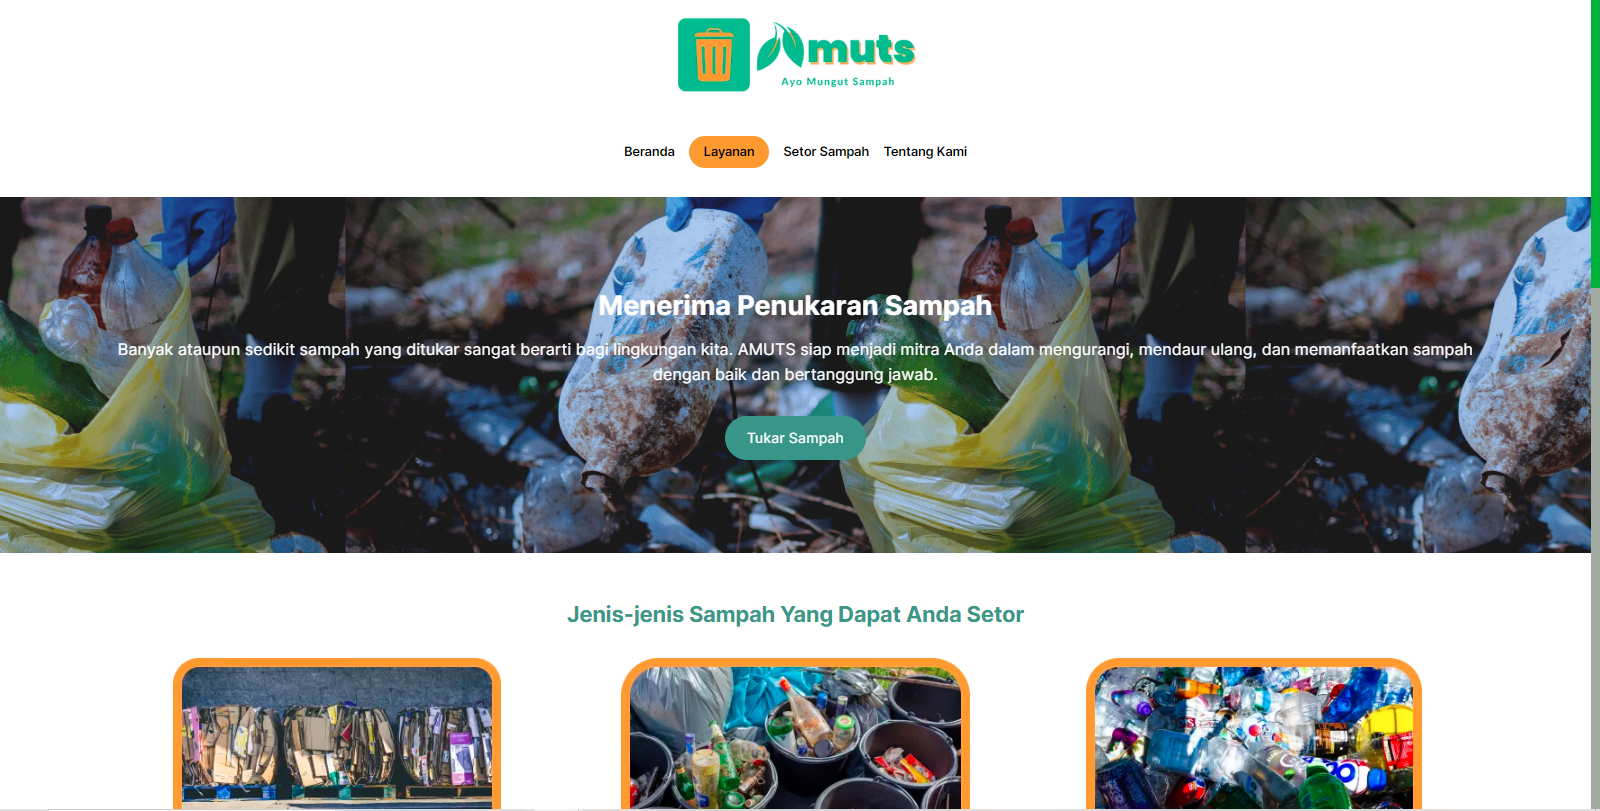 Amuts
Ayo Mungut Sampah
Beranda
Layanan
Setor Sampah
Tentang Kami
Menerima Penukaran Sampah
Banyak ataupun sedikit sampah yang ditukar sangat berarti bagi lingkungan kita. AMUTS siap menjadi mitra Anda dalam mengurangi, mendaur ulang, dan memanfaatkan sampah
dengan baik dan bertanggung jawab.
Tukar Sampah
Jenis-jenis Sampah Yang Dapat Anda Setor